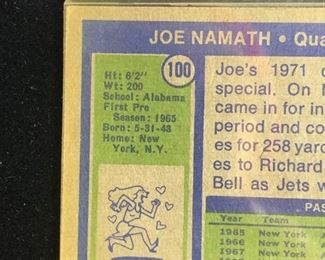 JOE NAMATH • Qua
100
Ht: 6'2"
Wt: 200
School: Alabama
First Pro
Season: 1965
Born: 5-31-43
Home: New
York, N.Y.
Joe's 1971 
special. On 
came in for in
period and co
es for 258 yard
es to Richard
Bell as Jets w
PAS
Year Team
1965 New York
1966 New York
1967 New York